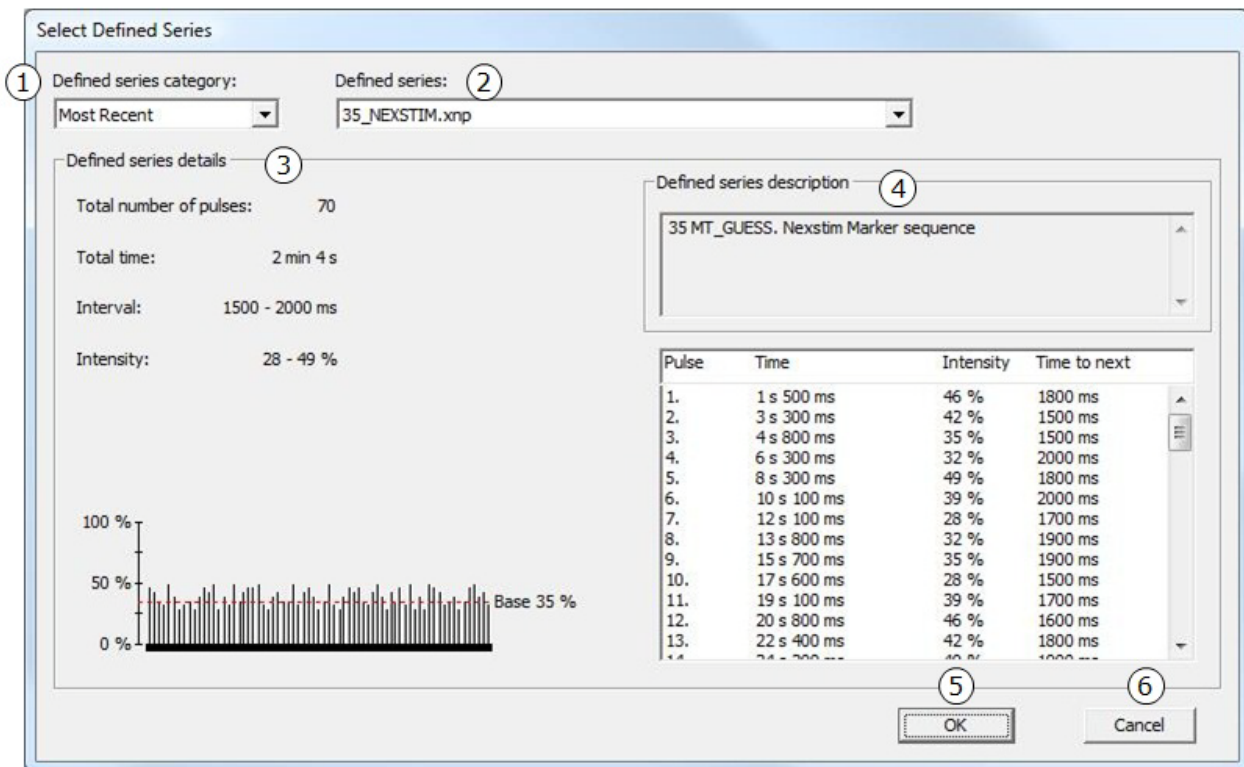 Select Defined Series
1 Defined series category: Defined series: 2
Most Recent 35_NEXSTIM.xnp
Defined series details 3
Total number of pulses: 70
Total time: 2 min 4 s
Interval: 1500 - 2000 ms
Intensity: 28 - 49 %
100 %
50 %
0 %
Base 35 %
Defined series description 4
35 MT_GUESS. Nexstim Marker sequence
Pulse Time Intensity Time to next
1. 1 s 500 ms 46 % 1800 ms
2. 3 s 300 ms 42 % 1500 ms
3. 4 s 800 ms 35 % 1500 ms
4. 6 s 300 ms 32 % 2000 ms
5. 8 s 300 ms 49 % 1800 ms
6. 10 s 100 ms 39 % 2000 ms
7. 12 s 100 ms 28 % 1700 ms
8. 13 s 800 ms 32 % 1900 ms
9. 15 s 700 ms 35 % 1900 ms
10. 17 s 600 ms 28 % 1500 ms
11. 19 s 100 ms 39 % 1700 ms
12. 20 s 800 ms 46 % 1600 ms
13. 22 s 400 ms 42 % 1800 ms
5 6
OK Cancel